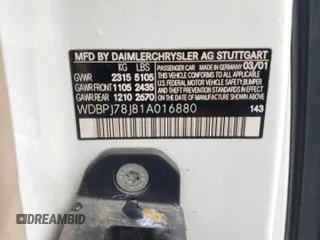 MFD BY DAIMLERCHRYSLER AG STUTTGART
PASSENGER CAR MADE IN GERMANY 03/01
KG LBS
GVWR 2315 5105
GAWR FRONT 1105 2435
GAWR REAR 1210 2670
THIS VEHICLE CONFORMS TO ALL APPLICABLE U.S. FEDERAL MOTOR VEHICLE SAFETY, BUMPER AND THEFT PREVENTION STANDARDS IN EFFECT ON THE DATE OF MANUFACTURE SHOWN ABOVE
WDBPJ78J81A016880
143
DREAMBID